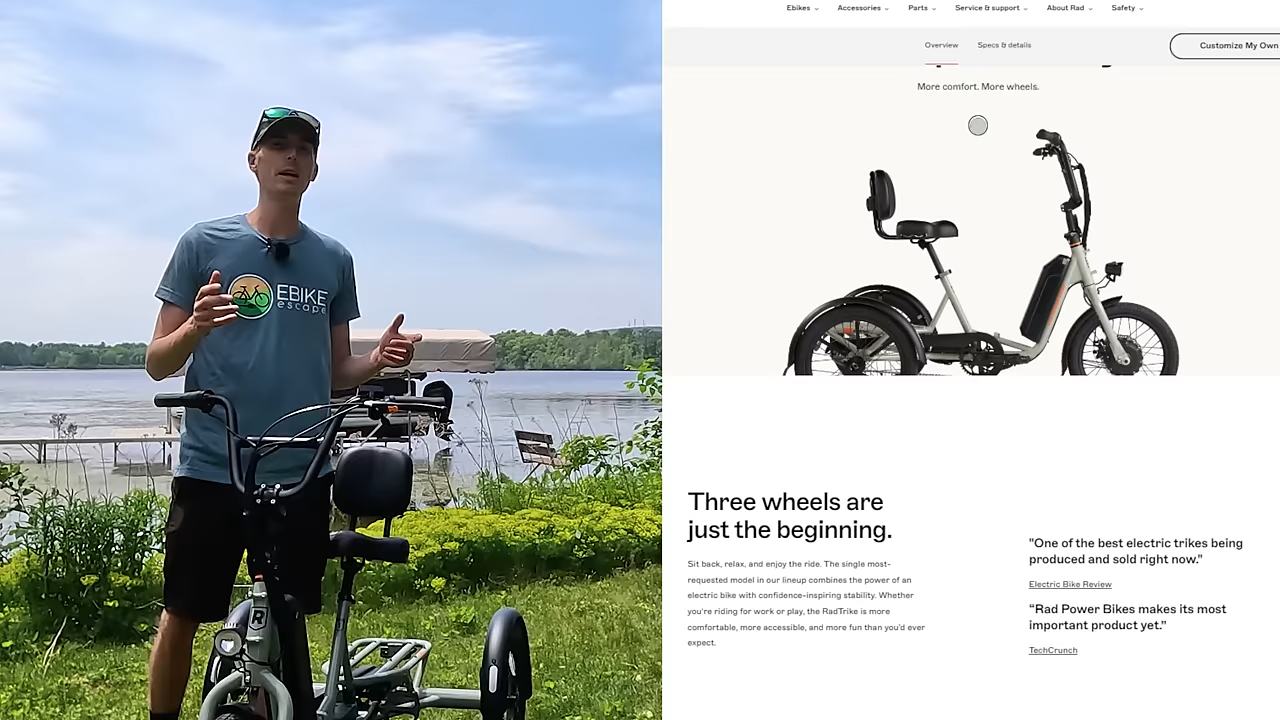 EBIKE
escape
R
Ebikes
Accessories
Parts
Service & support
About Rad
Safety
Overview
Specs & details
Customize My Own
More comfort. More wheels.
Three wheels are
just the beginning.
Sit back, relax, and enjoy the ride. The single most-
requested model in our lineup combines the power of an
electric bike with confidence-inspiring stability. Whether
you're riding for work or play, the RadTrike is more
comfortable, more accessible, and more fun than you'd ever
expect.
"One of the best electric trikes being
produced and sold right now."
Electric Bike Review
“Rad Power Bikes makes its most
important product yet.”
TechCrunch